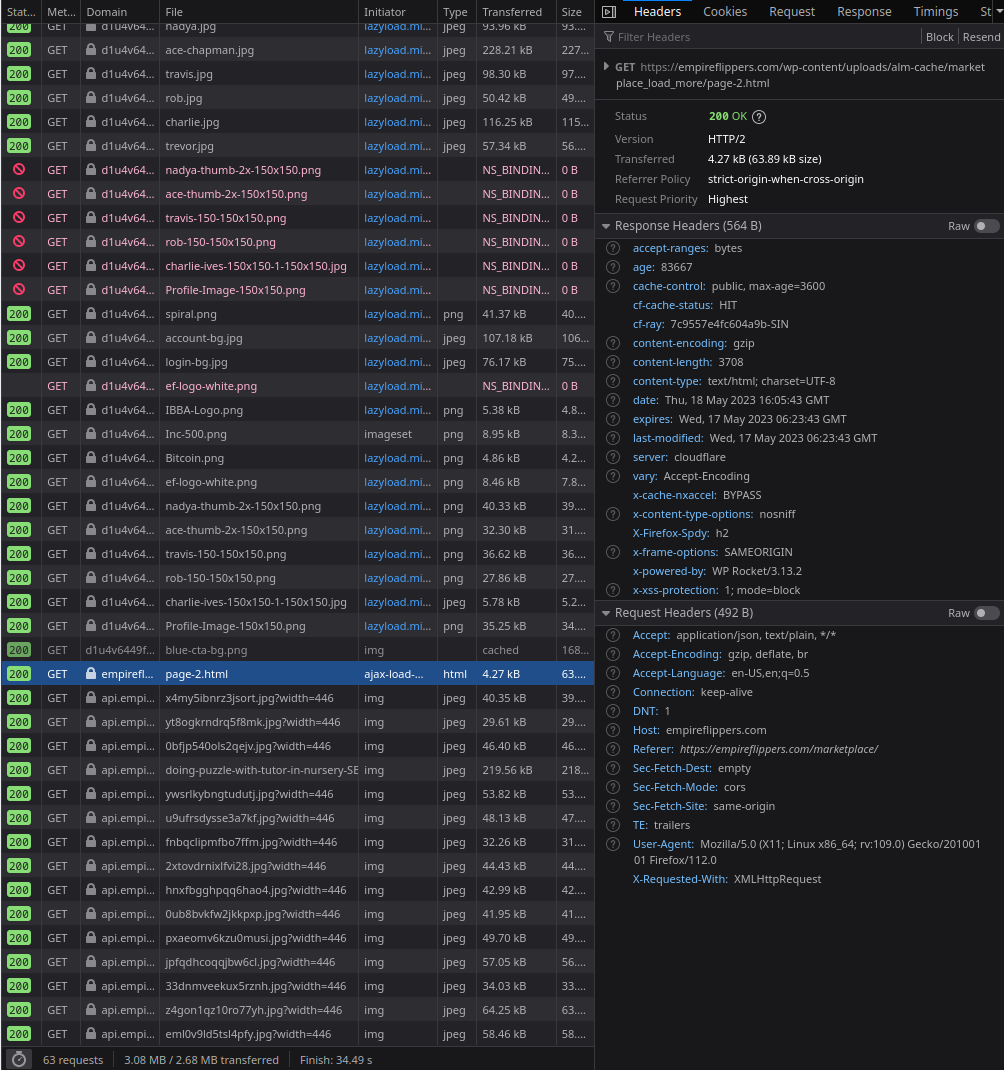 Stat... Met... Domain File Initiator Type Transferred Size
200 GET d1u4v64... nadya.jpg lazyload.mi... jpeg 93.96 kB 93....
200 GET d1u4v64... ace-chapman.jpg lazyload.mi... jpeg 228.21 kB 227...
200 GET d1u4v64... travis.jpg lazyload.mi... jpeg 98.30 kB 97....
200 GET d1u4v64... rob.jpg lazyload.mi... jpeg 50.42 kB 49....
200 GET d1u4v64... charlie.jpg lazyload.mi... jpeg 116.25 kB 115...
200 GET d1u4v64... trevor.jpg lazyload.mi... jpeg 57.34 kB 56....
GET d1u4v64... nadya-thumb-2x-150x150.png lazyload.mi... NS_BINDIN... 0 B
GET d1u4v64... ace-thumb-2x-150x150.png lazyload.mi... NS_BINDIN... 0 B
GET d1u4v64... travis-150-150x150.png lazyload.mi... NS_BINDIN... 0 B
GET d1u4v64... rob-150-150x150.png lazyload.mi... NS_BINDIN... 0 B
GET d1u4v64... charlie-ives-150x150-1-150x150.jpg lazyload.mi... NS_BINDIN... 0 B
GET d1u4v64... Profile-Image-150x150.png lazyload.mi... NS_BINDIN... 0 B
200 GET d1u4v64... spiral.png lazyload.mi... png 41.37 kB 40....
200 GET d1u4v64... account-bg.jpg lazyload.mi... jpeg 107.18 kB 106...
200 GET d1u4v64... login-bg.jpg lazyload.mi... jpeg 76.17 kB 75....
GET d1u4v64... ef-logo-white.png lazyload.mi... NS_BINDIN... 0 B
200 GET d1u4v64... IBBA-Logo.png lazyload.mi... png 5.38 kB 4.8...
200 GET d1u4v64... Inc-500.png imageset png 8.95 kB 8.3...
200 GET d1u4v64... Bitcoin.png lazyload.mi... png 4.86 kB 4.2...
200 GET d1u4v64... ef-logo-white.png lazyload.mi... png 8.46 kB 7.8...
200 GET d1u4v64... nadya-thumb-2x-150x150.png lazyload.mi... png 40.33 kB 39....
200 GET d1u4v64... ace-thumb-2x-150x150.png lazyload.mi... png 32.30 kB 31....
200 GET d1u4v64... travis-150-150x150.png lazyload.mi... png 36.62 kB 36....
200 GET d1u4v64... rob-150-150x150.png lazyload.mi... png 27.86 kB 27....
200 GET d1u4v64... charlie-ives-150x150-1-150x150.jpg lazyload.mi... jpeg 5.78 kB 5.2...
200 GET d1u4v64... Profile-Image-150x150.png lazyload.mi... png 35.25 kB 34....
200 GET d1u4v6449f... blue-cta-bg.png img cached 168...
200 GET empirefl... page-2.html ajax-load-... html 4.27 kB 63....
200 GET api.empi... x4my5ibnrz3jsort.jpg?width=446 img jpeg 40.35 kB 39....
200 GET api.empi... yt8ogkrndrq5f8mk.jpg?width=446 img jpeg 29.61 kB 29....
200 GET api.empi... 0bfjp540ols2qejv.jpg?width=446 img jpeg 46.40 kB 46....
200 GET api.empi... doing-puzzle-with-tutor-in-nursery-SE img jpeg 219.56 kB 218...
200 GET api.empi... ywsrlkybngtudutj.jpg?width=446 img jpeg 53.82 kB 53....
200 GET api.empi... u9ufrsdysse3a7kf.jpg?width=446 img jpeg 48.13 kB 47....
200 GET api.empi... fnbqclipmfbo7ffm.jpg?width=446 img jpeg 32.26 kB 31....
200 GET api.empi... 2xtovdrnixlfvi28.jpg?width=446 img jpeg 44.43 kB 44....
200 GET api.empi... hnxfbgghpqq6hao4.jpg?width=446 img jpeg 42.99 kB 42....
200 GET api.empi... 0ub8bvkfw2jkkpxp.jpg?width=446 img jpeg 41.95 kB 41....
200 GET api.empi... pxaeomv6kzu0musi.jpg?width=446 img jpeg 49.70 kB 49....
200 GET api.empi... jpfqdhcoqqjbw6cl.jpg?width=446 img jpeg 57.05 kB 56....
200 GET api.empi... 33dnmveekux5rznh.jpg?width=446 img jpeg 34.03 kB 33....
200 GET api.empi... z4gon1qz10ro77yh.jpg?width=446 img jpeg 64.25 kB 63....
200 GET api.empi... eml0v9ld5tsl4pfy.jpg?width=446 img jpeg 58.46 kB 58....
63 requests 3.08 MB / 2.68 MB transferred Finish: 34.49 s
Headers Cookies Request Response Timings St
Filter Headers Block Resend
GET https://empireflippers.com/wp-content/uploads/alm-cache/market
place_load_more/page-2.html
Status 200 OK ?
Version HTTP/2
Transferred 4.27 kB (63.89 kB size)
Referrer Policy strict-origin-when-cross-origin
Request Priority Highest
Response Headers (564 B) Raw
? accept-ranges: bytes
? age: 83667
? cache-control: public, max-age=3600
cf-cache-status: HIT
cf-ray: 7c9557e4fc604a9b-SIN
? content-encoding: gzip
? content-length: 3708
? content-type: text/html; charset=UTF-8
? date: Thu, 18 May 2023 16:05:43 GMT
? expires: Wed, 17 May 2023 06:23:43 GMT
? last-modified: Wed, 17 May 2023 06:23:43 GMT
? server: cloudflare
? vary: Accept-Encoding
x-cache-nxaccel: BYPASS
? x-content-type-options: nosniff
X-Firefox-Spdy: h2
? x-frame-options: SAMEORIGIN
x-powered-by: WP Rocket/3.13.2
? x-xss-protection: 1; mode=block
Request Headers (492 B) Raw
? Accept: application/json, text/plain, */*
? Accept-Encoding: gzip, deflate, br
? Accept-Language: en-US,en;q=0.5
? Connection: keep-alive
? DNT: 1
? Host: empireflippers.com
? Referer: https://empireflippers.com/marketplace/
? Sec-Fetch-Dest: empty
? Sec-Fetch-Mode: cors
? Sec-Fetch-Site: same-origin
? TE: trailers
? User-Agent: Mozilla/5.0 (X11; Linux x86_64; rv:109.0) Gecko/201001
01 Firefox/112.0
X-Requested-With: XMLHttpRequest